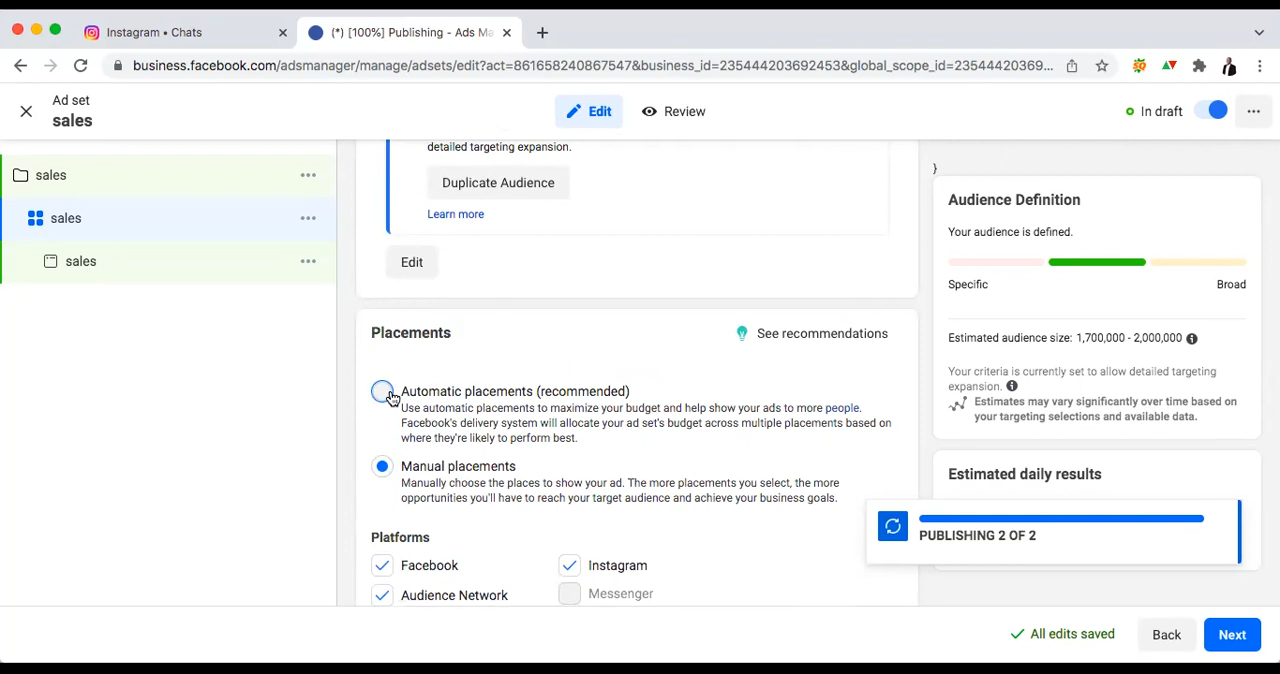 Instagram • Chats
(*) [100%] Publishing - Ads Ma
business.facebook.com/adsmanager/manage/adsets/edit?act=861658240867547&business_id=235444203692453&global_scope_id=23544420369...
Ad set
sales
Edit
Review
In draft
sales
sales
sales
detailed targeting expansion.
Duplicate Audience
Learn more
Edit
Placements
See recommendations
Automatic placements (recommended)
Use automatic placements to maximize your budget and help show your ads to more people.
Facebook's delivery system will allocate your ad set's budget across multiple placements based on
where they're likely to perform best.
Manual placements
Manually choose the places to show your ad. The more placements you select, the more
opportunities you'll have to reach your target audience and achieve your business goals.
Platforms
Facebook
Instagram
Audience Network
Messenger
}
Audience Definition
Your audience is defined.
Specific
Broad
Estimated audience size: 1,700,000 - 2,000,000
Your criteria is currently set to allow detailed targeting
expansion.
Estimates may vary significantly over time based on
your targeting selections and available data.
Estimated daily results
PUBLISHING 2 OF 2
All edits saved
Back
Next